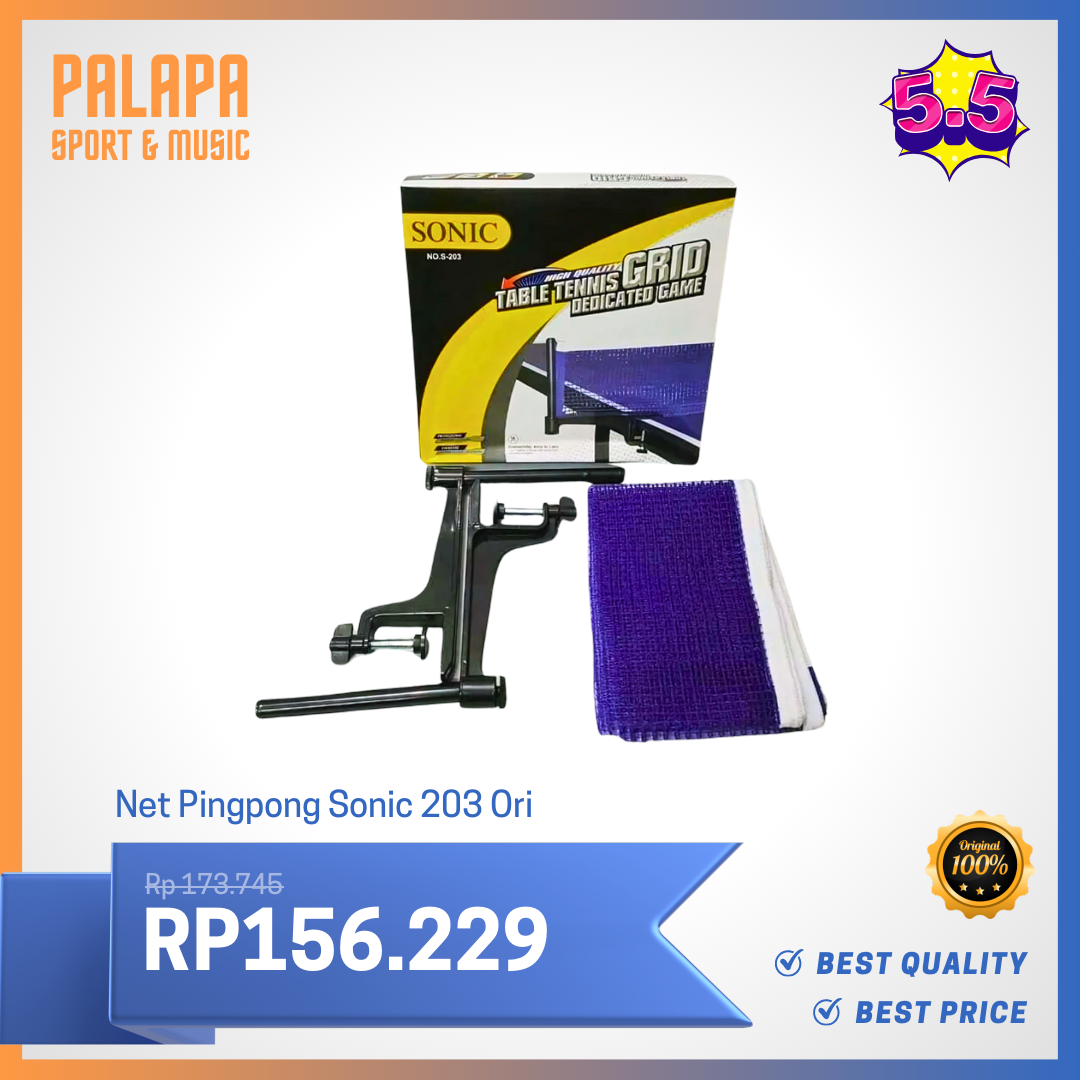 PALAPA
SPORT & MUSIC
5.5
SONIC
NO.S-203
HIGH QUALITY
TABLE TENNIS GRID
DEDICATED GAME
Net Pingpong Sonic 203 Ori
Rp 173.745
RP156.229
Original
100%
BEST QUALITY
BEST PRICE